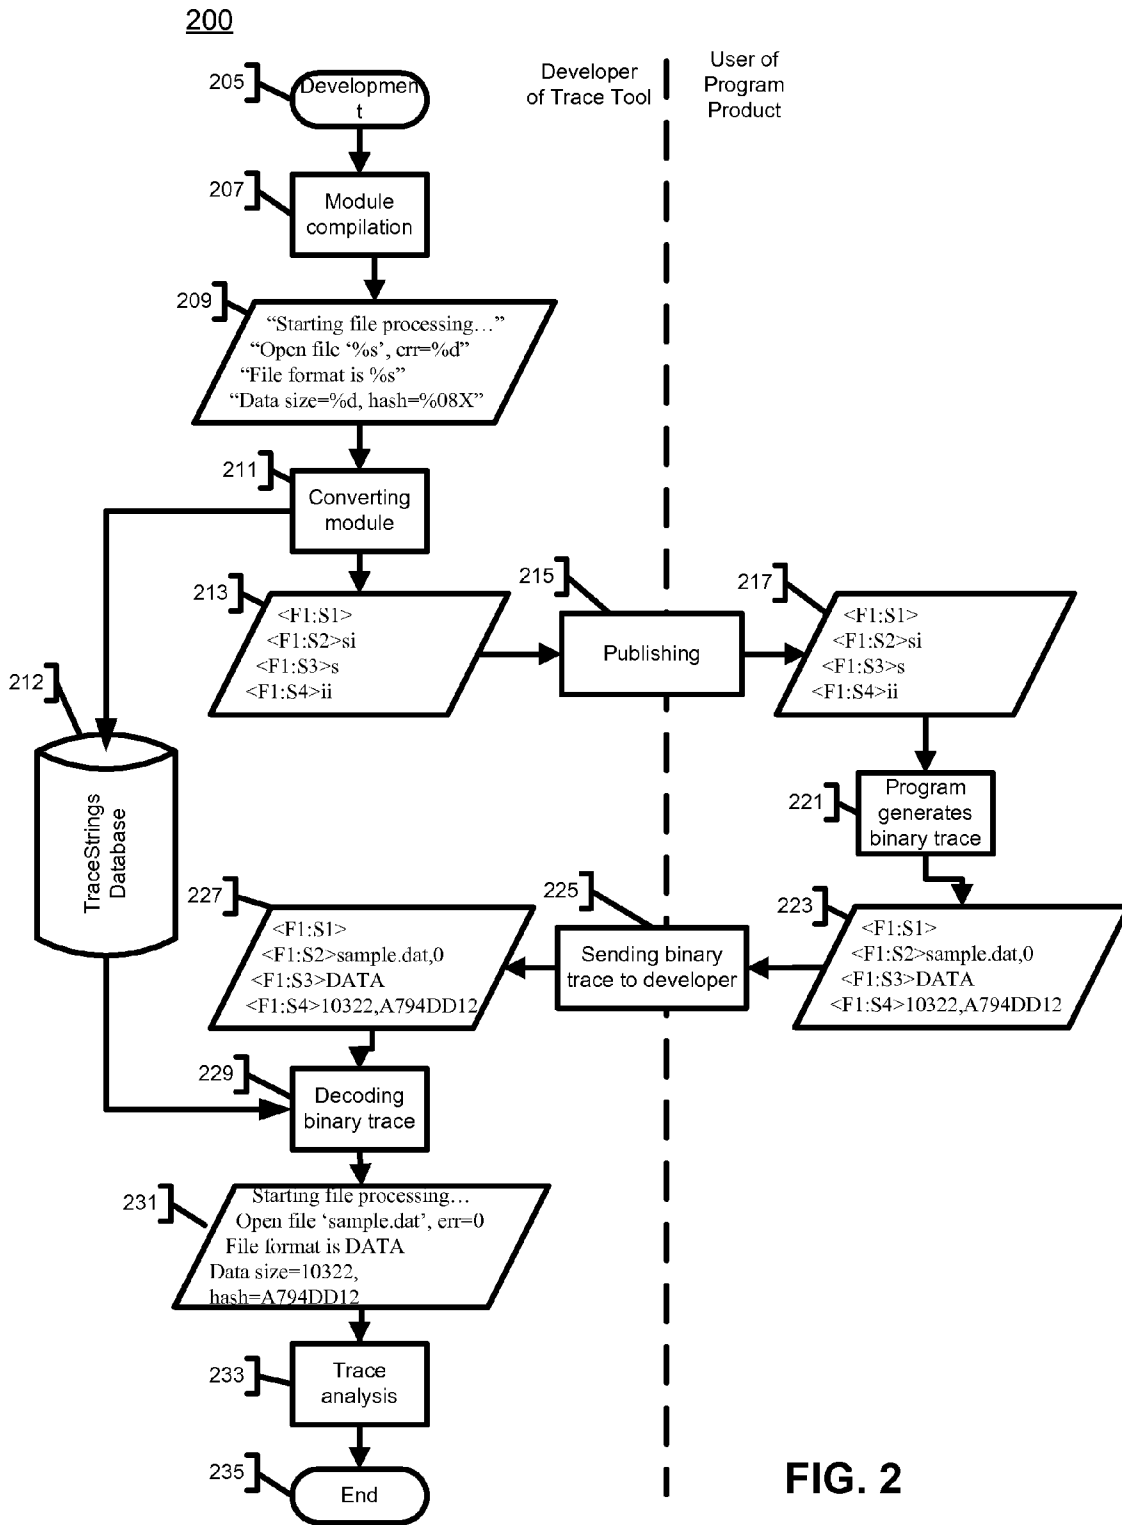 200
205
Developmen
t
Developer
of Trace Tool
User of
Program
Product
207
Module
compilation
209
“Starting file processing…”
“Open file ‘%s’, err=%d”
“File format is %s”
“Data size=%d, hash=%08X”
211
Converting
module
213
<F1:S1>
<F1:S2>si
<F1:S3>s
<F1:S4>ii
215
Publishing
217
<F1:S1>
<F1:S2>si
<F1:S3>s
<F1:S4>ii
212
TraceStrings
Database
221
Program
generates
binary trace
223
<F1:S1>
<F1:S2>sample.dat,0
<F1:S3>DATA
<F1:S4>10322,A794DD12
225
Sending binary
trace to developer
227
<F1:S1>
<F1:S2>sample.dat,0
<F1:S3>DATA
<F1:S4>10322,A794DD12
229
Decoding
binary trace
231
Starting file processing…
Open file ‘sample.dat’, err=0
File format is DATA
Data size=10322,
hash=A794DD12
233
Trace
analysis
235
End
FIG. 2